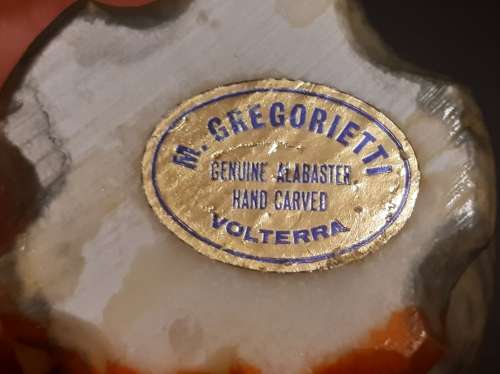 M. GREGORIETTI
GENUINE ALABASTER
HAND CARVED
VOLTERRA